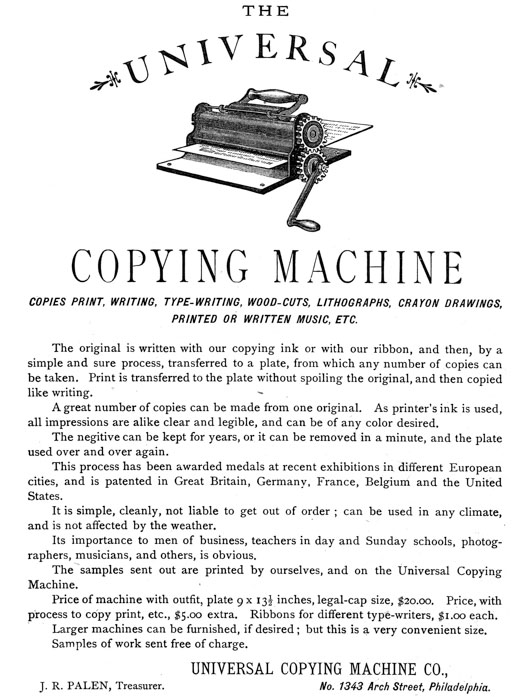 THE
UNIVERSAL
COPYING MACHINE
COPIES PRINT, WRITING, TYPE-WRITING, WOOD-CUTS, LITHOGRAPHS, CRAYON DRAWINGS,
PRINTED OR WRITTEN MUSIC, ETC.
The original is written with our copying ink or with our ribbon, and then, by a
simple and sure process, transferred to a plate, from which any number of copies can
be taken. Print is transferred to the plate without spoiling the original, and then copied
like writing.
A great number of copies can be made from one original. As printer's ink is used,
all impressions are alike clear and legible, and can be of any color desired.
The negitive can be kept for years, or it can be removed in a minute, and the plate
used over and over again.
This process has been awarded medals at recent exhibitions in different European
cities, and is patented in Great Britain, Germany, France, Belgium and the United
States.
It is simple, cleanly, not liable to get out of order ; can be used in any climate,
and is not affected by the weather.
Its importance to men of business, teachers in day and Sunday schools, photog-
raphers, musicians, and others, is obvious.
The samples sent out are printed by ourselves, and on the Universal Copying
Machine.
Price of machine with outfit, plate 9 x 13½ inches, legal-cap size, $20.00. Price, with
process to copy print, etc., $5.00 extra. Ribbons for different type-writers, $1.00 each.
Larger machines can be furnished, if desired ; but this is a very convenient size.
Samples of work sent free of charge.
UNIVERSAL COPYING MACHINE CO.,
J. R. PALEN, Treasurer. No. 1343 Arch Street, Philadelphia.